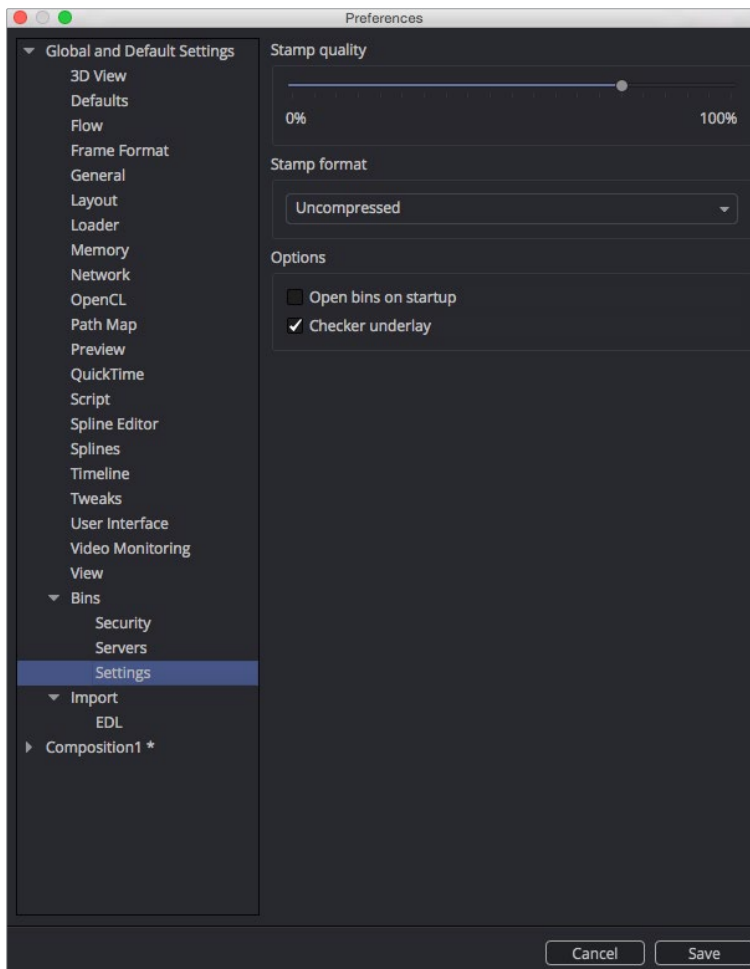 Preferences
Global and Default Settings
3D View
Defaults
Flow
Frame Format
General
Layout
Loader
Memory
Network
OpenCL
Path Map
Preview
QuickTime
Script
Spline Editor
Splines
Timeline
Tweaks
User Interface
Video Monitoring
View
Bins
Security
Servers
Settings
Import
EDL
Composition1 *
Stamp quality
0% 100%
Stamp format
Uncompressed
Options
Open bins on startup
Checker underlay
Cancel Save